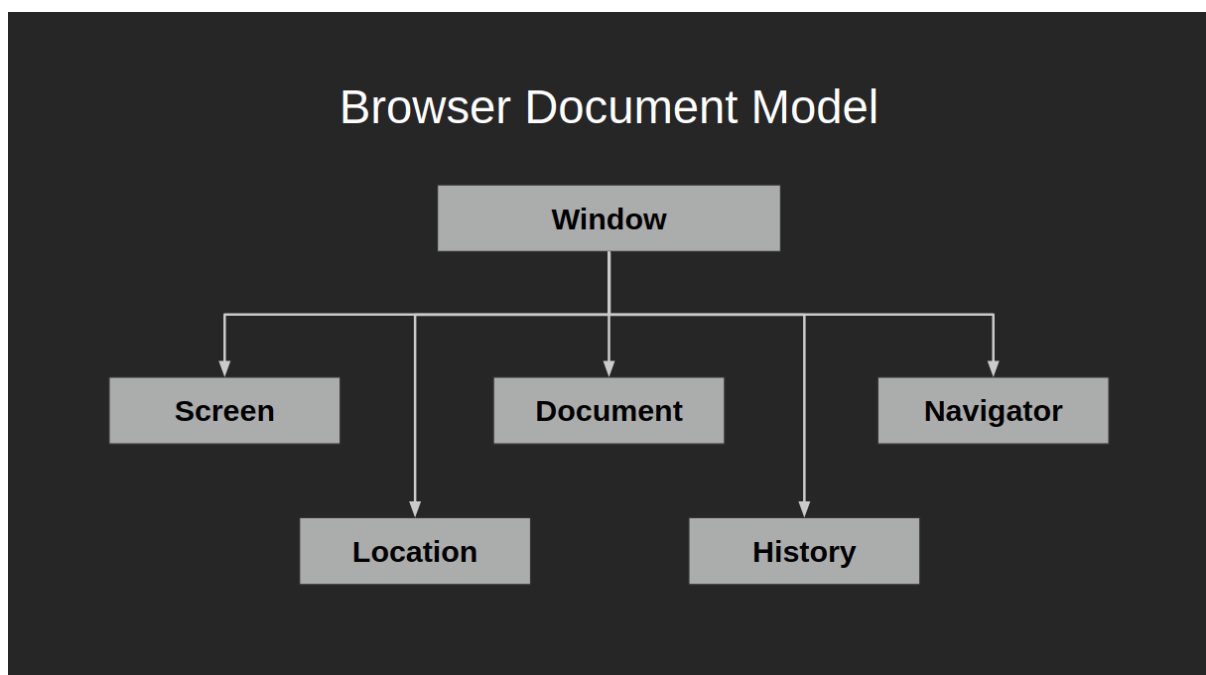 Browser Document Model
Window
Screen
Document
Navigator
Location
History